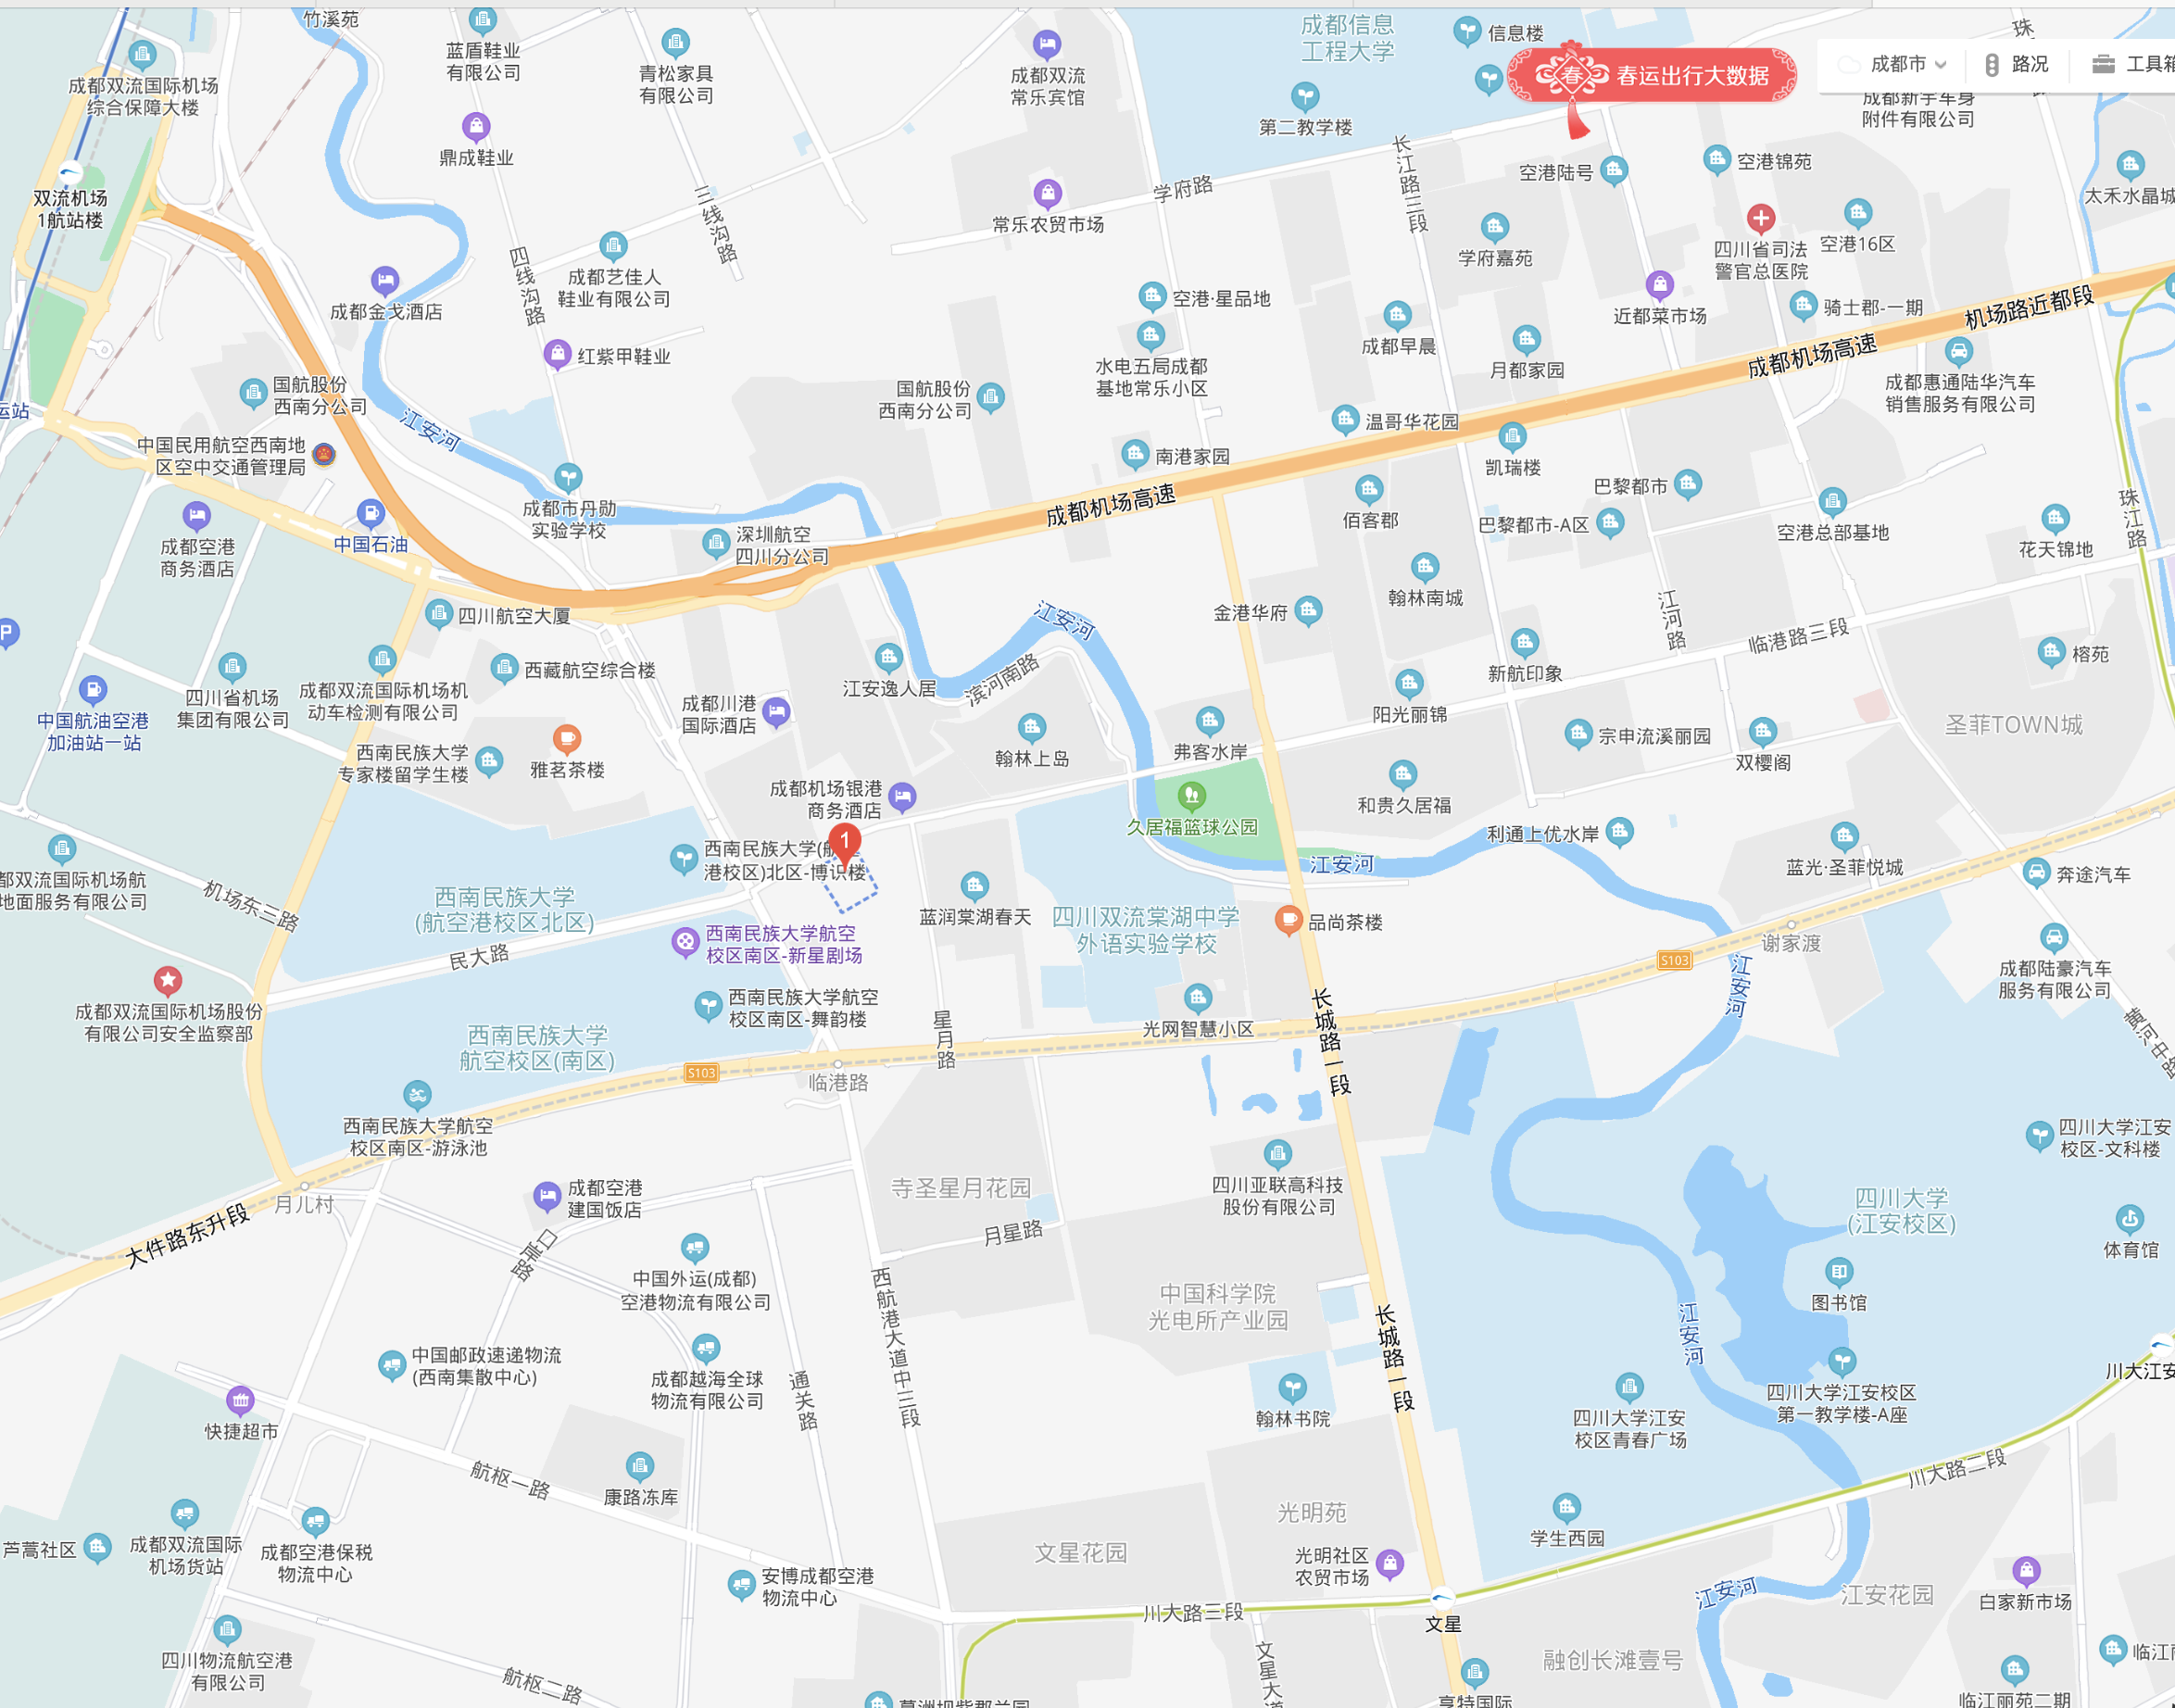 竹溪苑
蓝盾鞋业
有限公司
青松家具
有限公司
成都双流
常乐宾馆
成都信息
工程大学
信息楼
春
春运出行大数据
成都市
路况
工具箱
成都双流国际机场
综合保障大楼
鼎成鞋业
第二教学楼
附件有限公司
双流机场
1航站楼
三线沟路
常乐农贸市场
学府路
长江路三段
空港陆号
空港锦苑
太禾水晶城
学府嘉苑
四川省司法
警官总医院
空港16区
四线沟路
成都艺佳人
鞋业有限公司
成都金戈酒店
空港·星品地
近都菜市场
骑士郡-一期
机场路近都段
红紫甲鞋业
水电五局成都
基地常乐小区
成都早晨
月都家园
成都机场高速
成都惠通陆华汽车
销售服务有限公司
国航股份
西南分公司
国航股份
西南分公司
运站
江安河
中国民用航空西南地
区空中交通管理局
南港家园
温哥华花园
凯瑞楼
成都机场高速
佰客郡
巴黎都市
巴黎都市-A区
空港总部基地
珠江路
花天锦地
成都空港
商务酒店
中国石油
成都市丹勋
实验学校
深圳航空
四川分公司
四川航空大厦
江安河
金港华府
翰林南城
江河路
临港路三段
P
四川省机场
集团有限公司
成都双流国际机场机
动车检测有限公司
西藏航空综合楼
江安逸人居
滨河南路
新航印象
榕苑
中国航油空港
加油站一站
成都川港
国际酒店
阳光丽锦
圣菲TOWN城
西南民族大学
专家楼留学生楼
雅茗茶楼
翰林上岛
弗客水岸
宗申流溪丽园
双樱阁
成都机场银港
商务酒店
久居福篮球公园
和贵久居福
利通上优水岸
1
西南民族大学(航空
港校区)北区-博识楼
江安河
蓝光·圣菲悦城
奔途汽车
都双流国际机场航
地面服务有限公司
机场东三路
西南民族大学
(航空港校区北区)
民大路
西南民族大学航空
校区南区-新星剧场
蓝润棠湖春天
四川双流棠湖中学
外语实验学校
品尚茶楼
谢家渡
S103
江安河
成都陆豪汽车
服务有限公司
成都双流国际机场股份
有限公司安全监察部
西南民族大学
航空校区(南区)
西南民族大学航空
校区南区-舞韵楼
星月路
光网智慧小区
长城路一段
黄河中路
S103
临港路
西南民族大学航空
校区南区-游泳池
四川大学江安
校区-文科楼
月儿村
大件路东升段
成都空港
建国饭店
寺圣星月花园
月星路
四川亚联高科技
股份有限公司
四川大学
(江安校区)
体育馆
口岸路
中国外运(成都)
空港物流有限公司
西航港大道中三段
中国科学院
光电所产业园
长城路一段
江安河
图书馆
中国邮政速递物流
(西南集散中心)
成都越海全球
物流有限公司
通关路
翰林书院
四川大学江安
校区青春广场
四川大学江安校区
第一教学楼-A座
川大江安
快捷超市
航枢一路
康路冻库
川大路二段
光明苑
学生西园
芦蒿社区
成都双流国际
机场货站
成都空港保税
物流中心
文星花园
光明社区
农贸市场
安博成都空港
物流中心
川大路三段
文星
江安河
江安花园
白家新市场
四川物流航空港
有限公司
航枢二路
文星大道
融创长滩壹号
亨特国际
临江丽苑二期